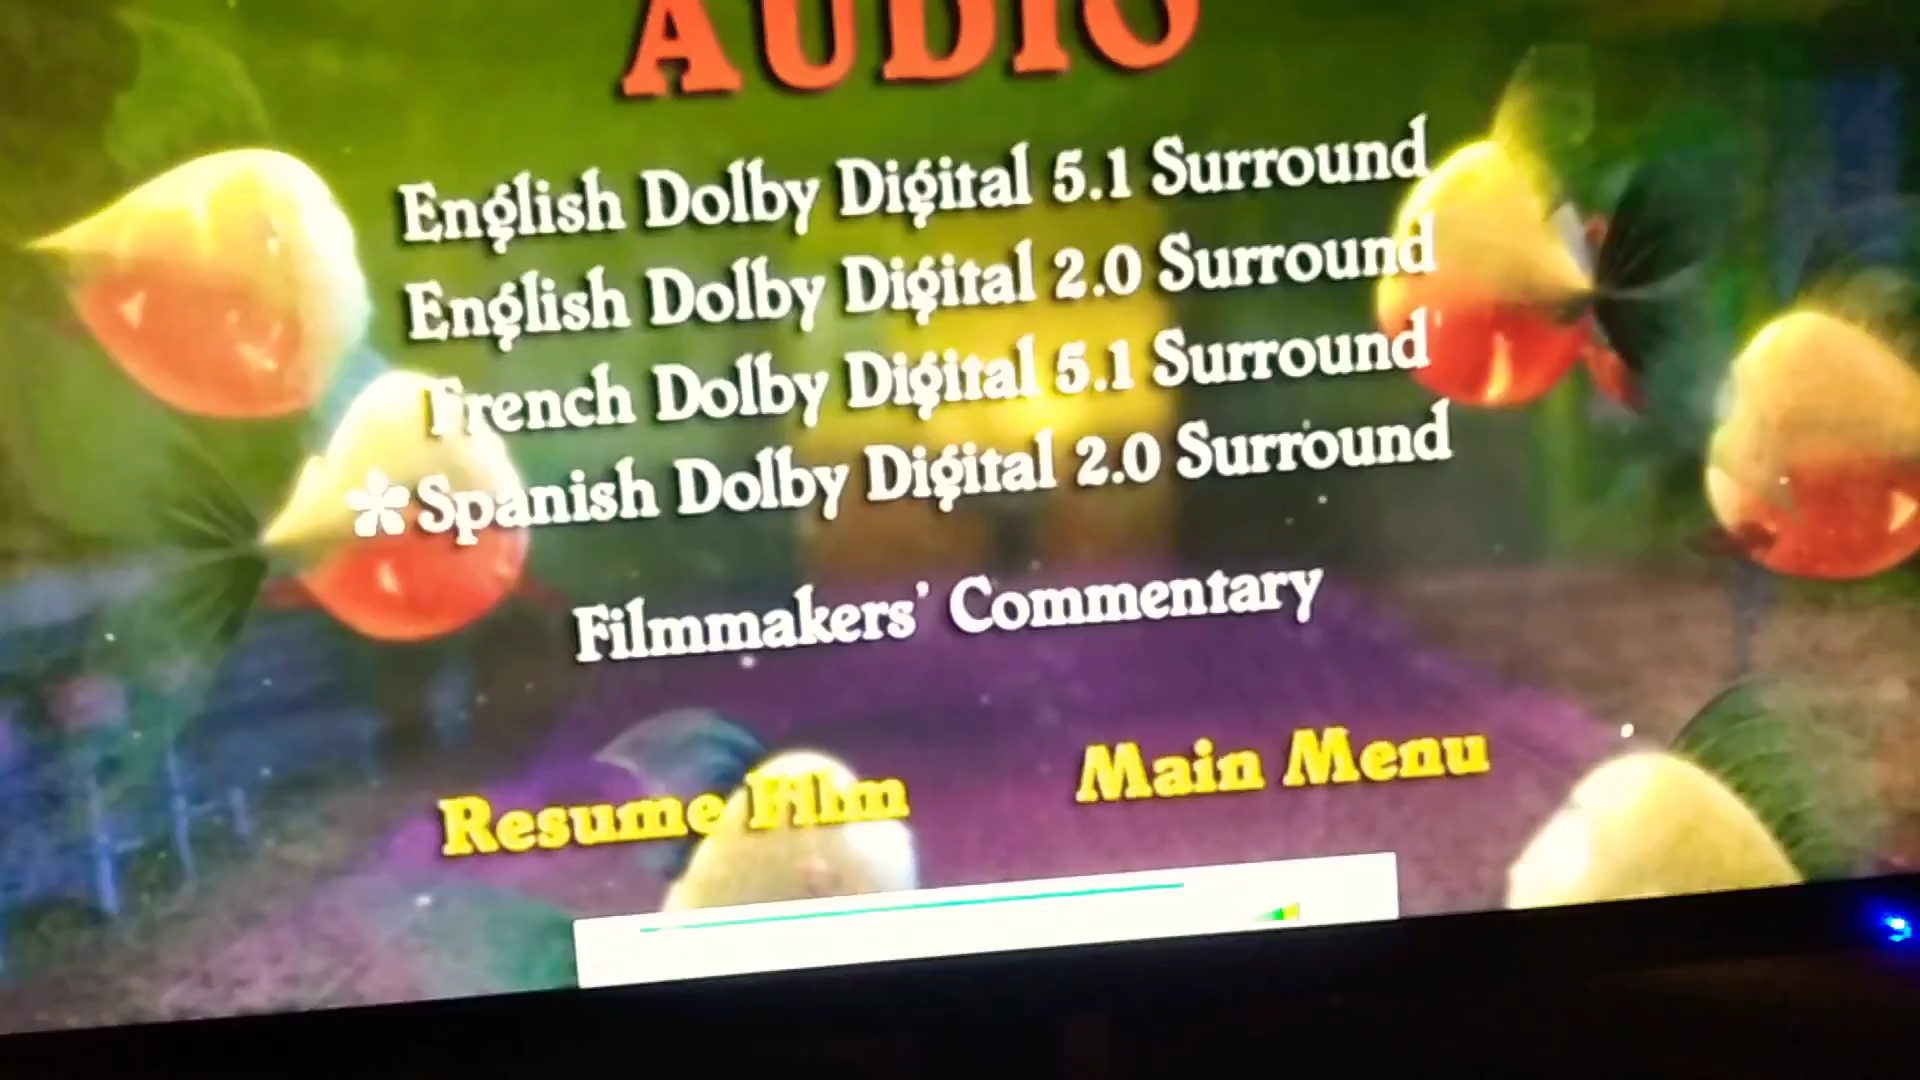 AUDIO
English Dolby Digital 5.1 Surround
English Dolby Digital 2.0 Surround
French Dolby Digital 5.1 Surround
Spanish Dolby Digital 2.0 Surround
Filmmakers' Commentary
Resume Film
Main Menu